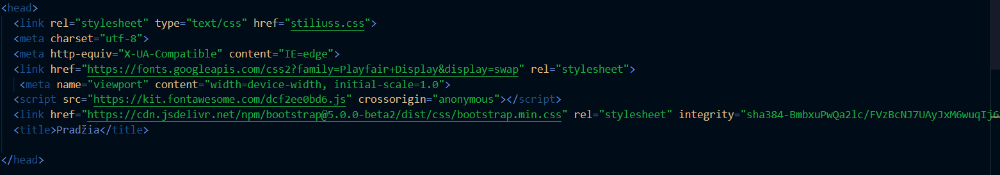 <head>
<link rel="stylesheet" type="text/css" href="stiliuss.css">
<meta charset="utf-8">
<meta http-equiv="X-UA-Compatible" content="IE=edge">
<link href="https://fonts.googleapis.com/css2?family=Playfair+Display&display=swap" rel="stylesheet">
<meta name="viewport" content="width=device-width, initial-scale=1.0">
<script src="https://kit.fontawesome.com/dcf2ee0bd6.js" crossorigin="anonymous"></script>
<link href="https://cdn.jsdelivr.net/npm/bootstrap@5.0.0-beta2/dist/css/bootstrap.min.css" rel="stylesheet" integrity="sha384-BmbxuPwQa2lc/FVzBcNJ7UAyJxM6wuqIj6
<title>Pradžia</title>
</head>